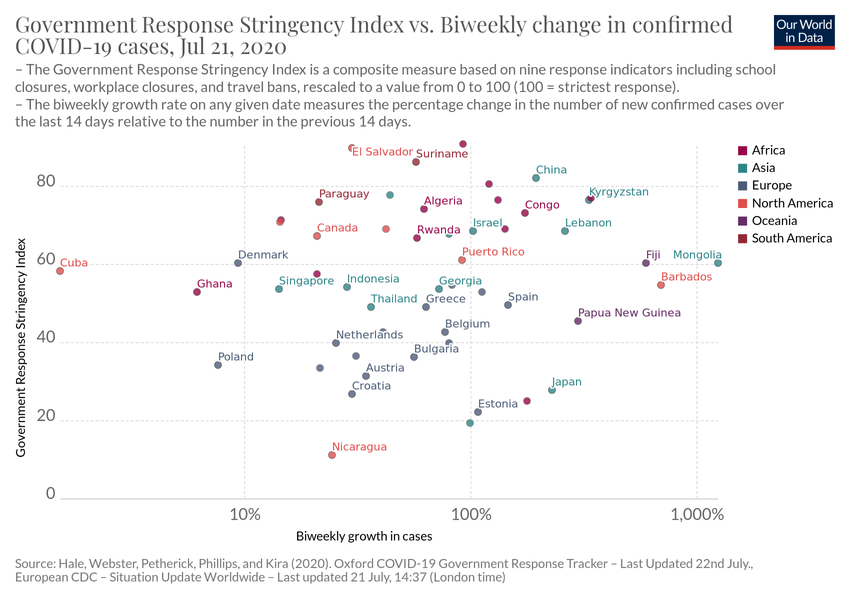 Government Response Stringency Index vs. Biweekly change in confirmed
COVID-19 cases, Jul 21, 2020
Our World
in Data
– The Government Response Stringency Index is a composite measure based on nine response indicators including school
closures, workplace closures, and travel bans, rescaled to a value from 0 to 100 (100 = strictest response).
– The biweekly growth rate on any given date measures the percentage change in the number of new confirmed cases over
the last 14 days relative to the number in the previous 14 days.
El Salvador
Suriname
China
80
Kyrgyzstan
Paraguay
Algeria
Congo
Canada
Rwanda
Israel
Lebanon
Puerto Rico
Denmark
Fiji
Mongolia
60
Cuba
Ghana
Singapore
Indonesia
Georgia
Barbados
Thailand
Greece
Spain
Papua New Guinea
Belgium
40
Netherlands
Bulgaria
Poland
Austria
Croatia
Japan
Estonia
20
Nicaragua
0
10%
100%
1,000%
Government Response Stringency Index
Biweekly growth in cases
Africa
Asia
Europe
North America
Oceania
South America
Source: Hale, Webster, Petherick, Phillips, and Kira (2020). Oxford COVID-19 Government Response Tracker – Last Updated 22nd July.,
European CDC – Situation Update Worldwide – Last updated 21 July, 14:37 (London time)